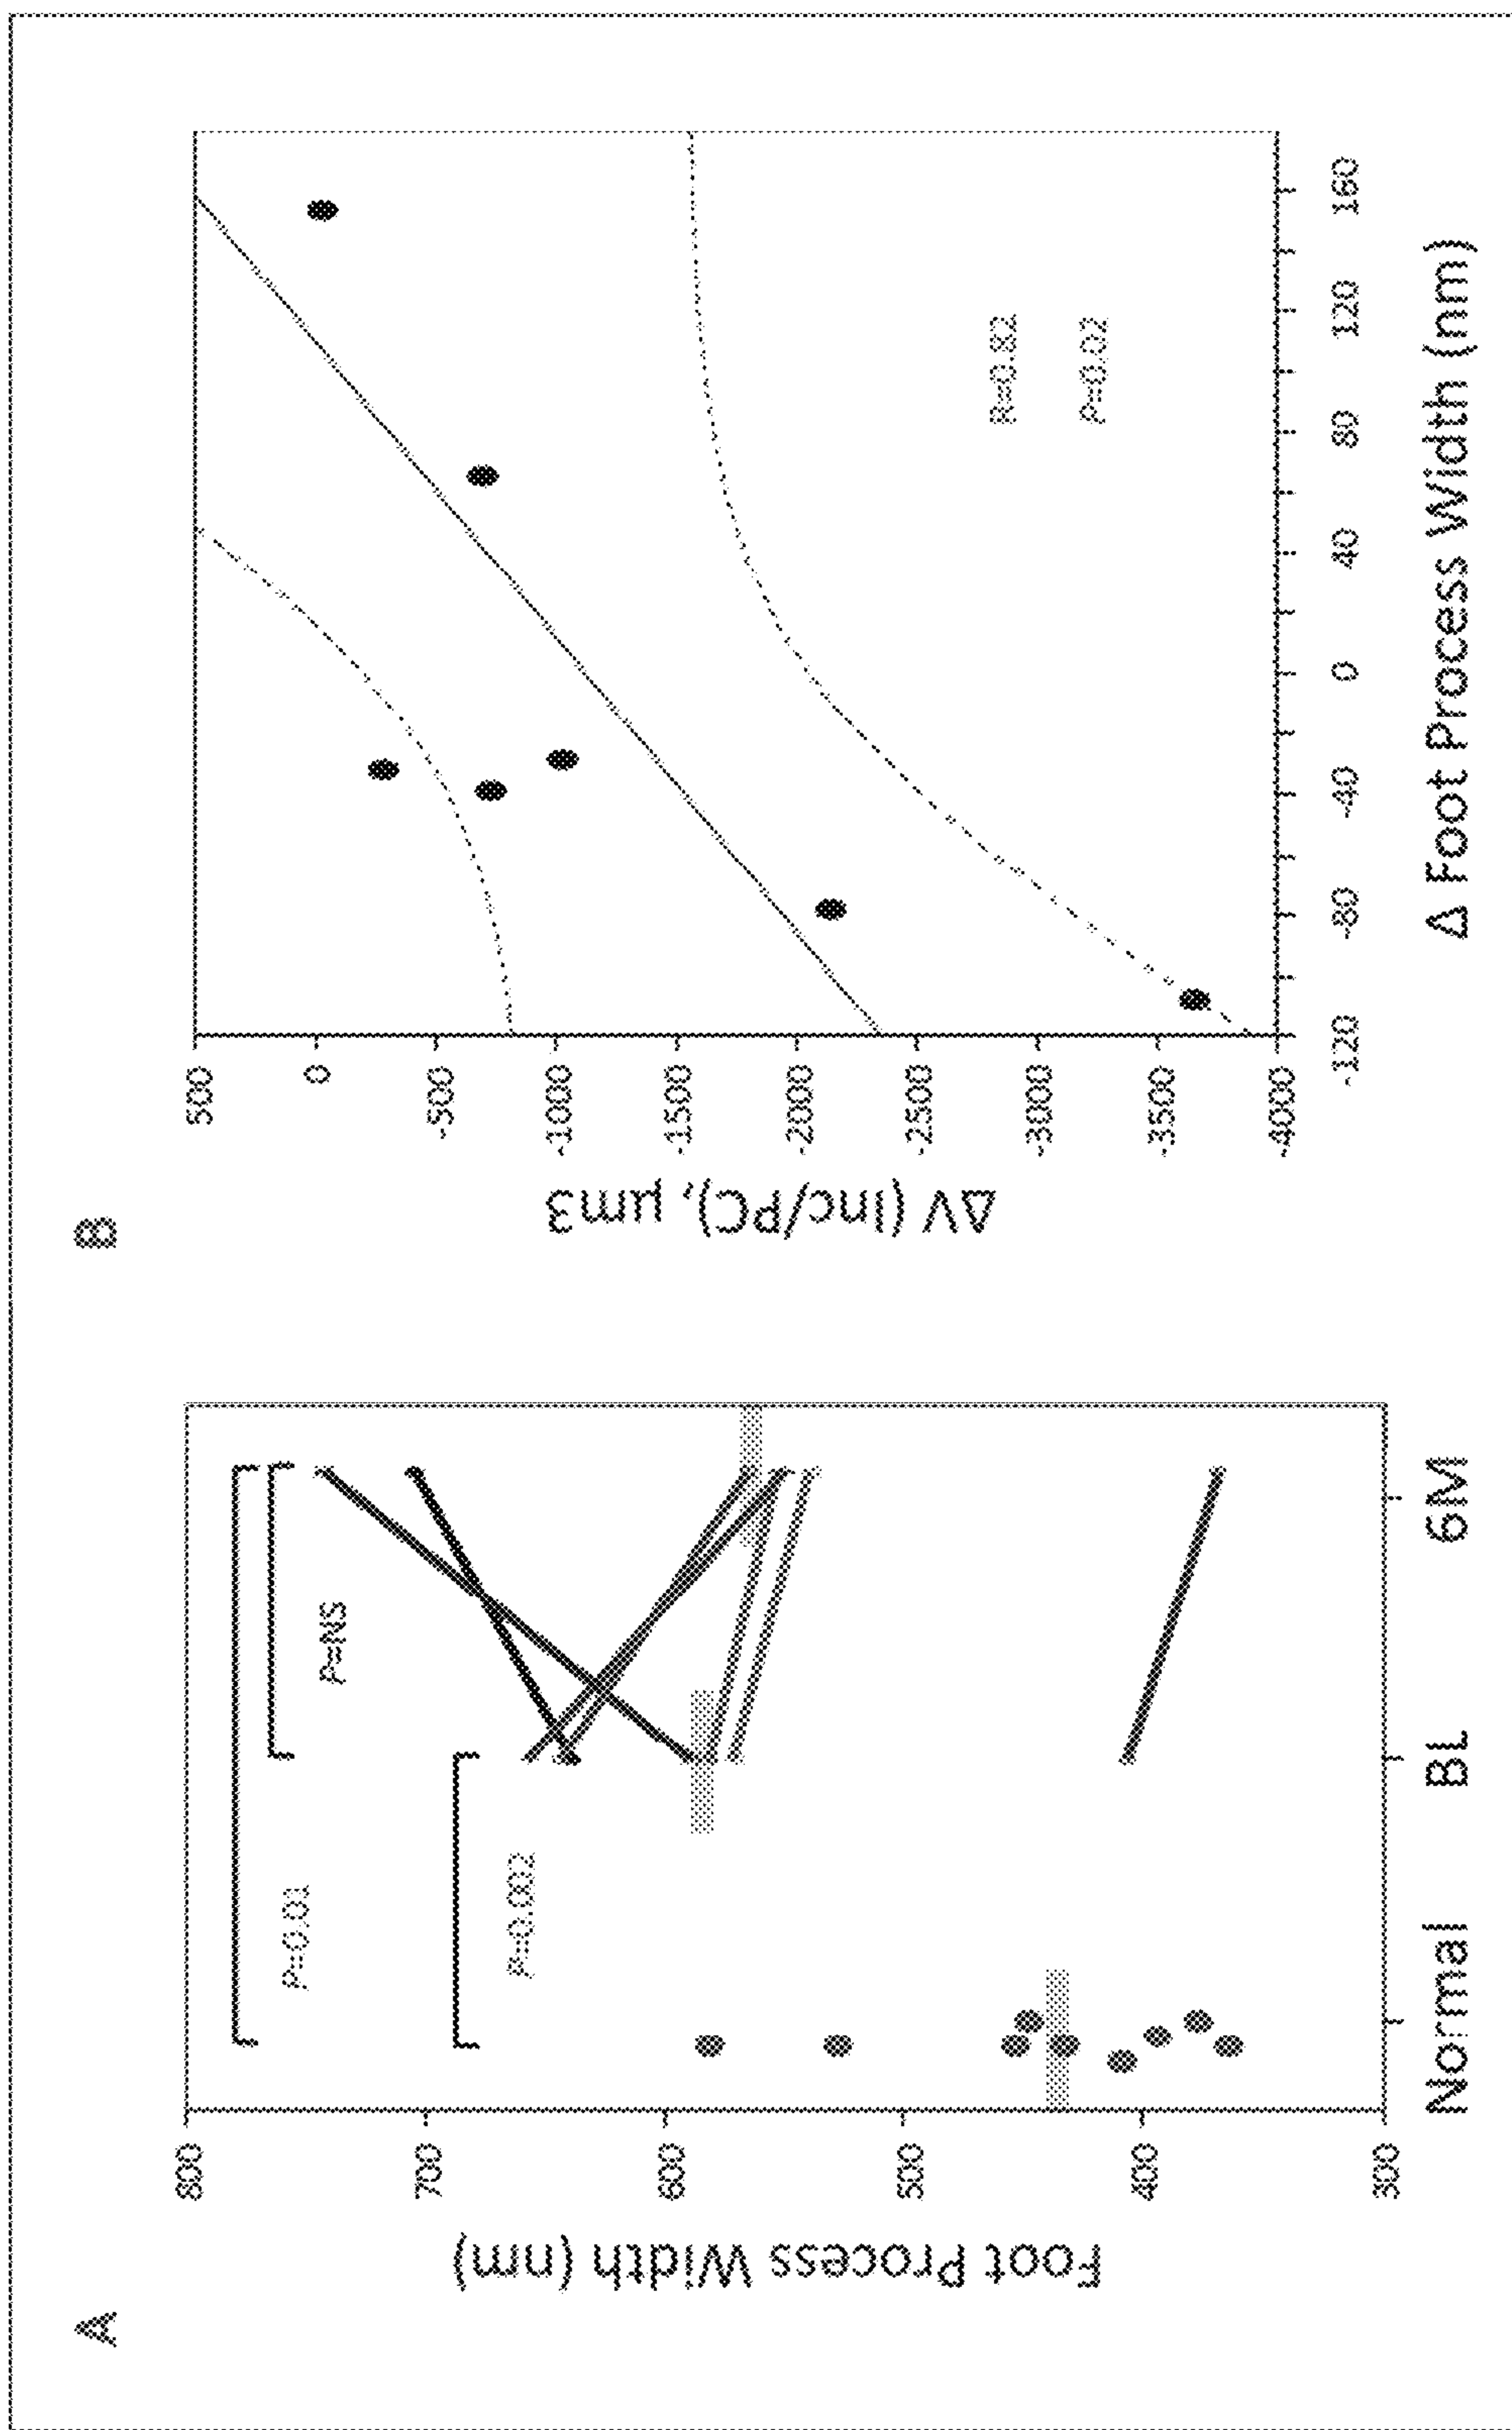 A
Foot Process Width (nm)
800
700
600
500
400
300
P=0.01
P=NS
P=0.002
Normal
BL
6M
B
ΔV (inc/PC), µm3
500
0
-500
-1000
-1500
-2000
-2500
-3000
-3500
-4000
R=0.82
P=0.02
-120
-80
-40
0
40
80
120
160
Δ Foot Process Width (nm)